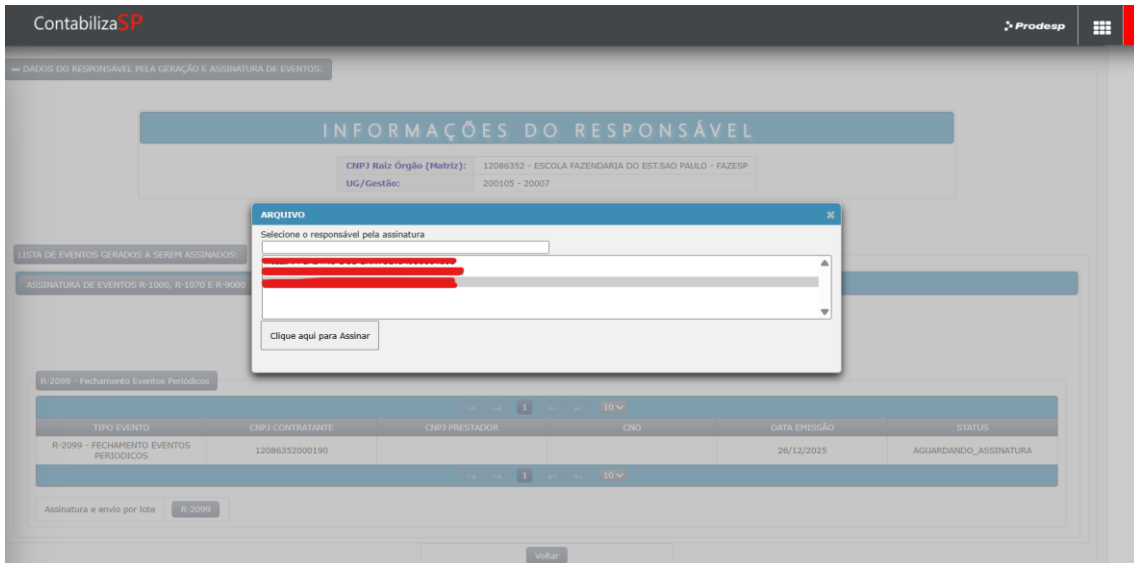 ContabilizaSP
Prodesp
DADOS DO RESPONSÁVEL PELA GERAÇÃO E ASSINATURA DE EVENTOS:
INFORMAÇÕES DO RESPONSÁVEL
CNPJ Raiz Órgão (Matriz): 12086352 - ESCOLA FAZENDARIA DO EST.SAO PAULO - FAZESP
UG/Gestão: 200105 - 20007
ARQUIVO
Selecione o responsável pela assinatura
LISTA DE EVENTOS GERADOS A SEREM ASSINADOS:
ASSINATURA DE EVENTOS R-1000, R-1070 E R-9000
Clique aqui para Assinar
R-2099 - Fechamento Eventos Periódicos
1 10
TIPO EVENTO CNPJ CONTRATANTE CNPJ PRESTADOR CNO DATA EMISSÃO STATUS
R-2099 - FECHAMENTO EVENTOS
PERIODICOS
12086352000190 26/12/2025 AGUARDANDO_ASSINATURA
1 10
Assinatura e envio por lote R-2099
Voltar